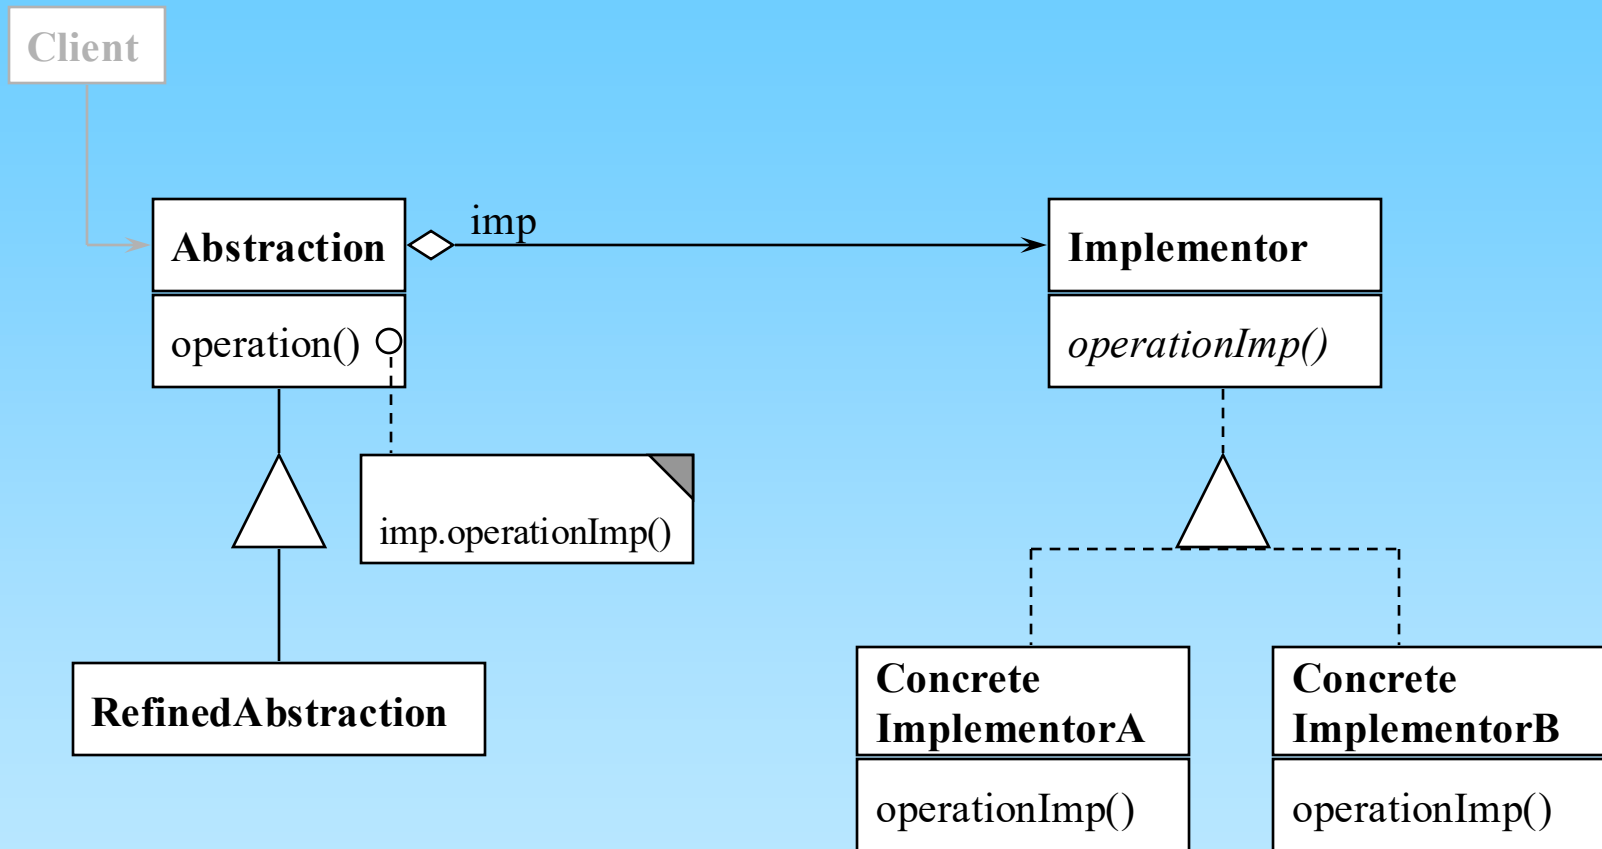 Client
imp
Abstraction
Implementor
operation()
operationImp()
imp.operationImp()
RefinedAbstraction
Concrete
ImplementorA
Concrete
ImplementorB
operationImp()
operationImp()